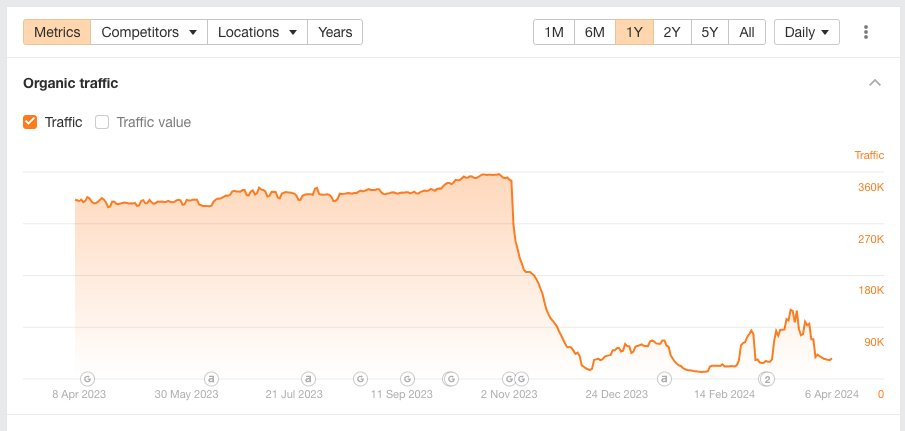 Metrics Competitors Locations Years 1M 6M 1Y 2Y 5Y All Daily
Organic traffic
Traffic Traffic value
Traffic
360K
270K
180K
90K
G a a G G G G G a 2
8 Apr 2023 30 May 2023 21 Jul 2023 11 Sep 2023 2 Nov 2023 24 Dec 2023 14 Feb 2024 6 Apr 2024 0